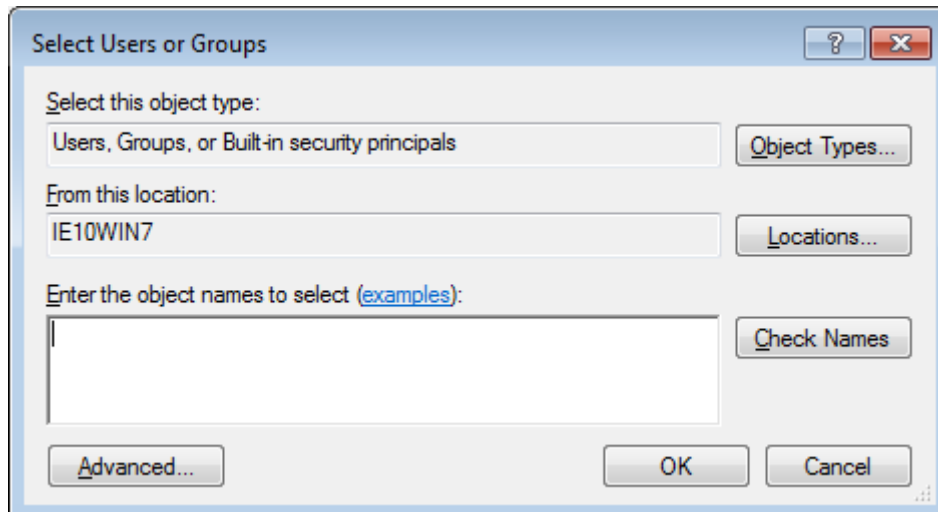 Select Users or Groups
Select this object type:
Users, Groups, or Built-in security principals
Object Types...
From this location:
IE10WIN7
Locations...
Enter the object names to select (examples):
Check Names
Advanced...
OK
Cancel